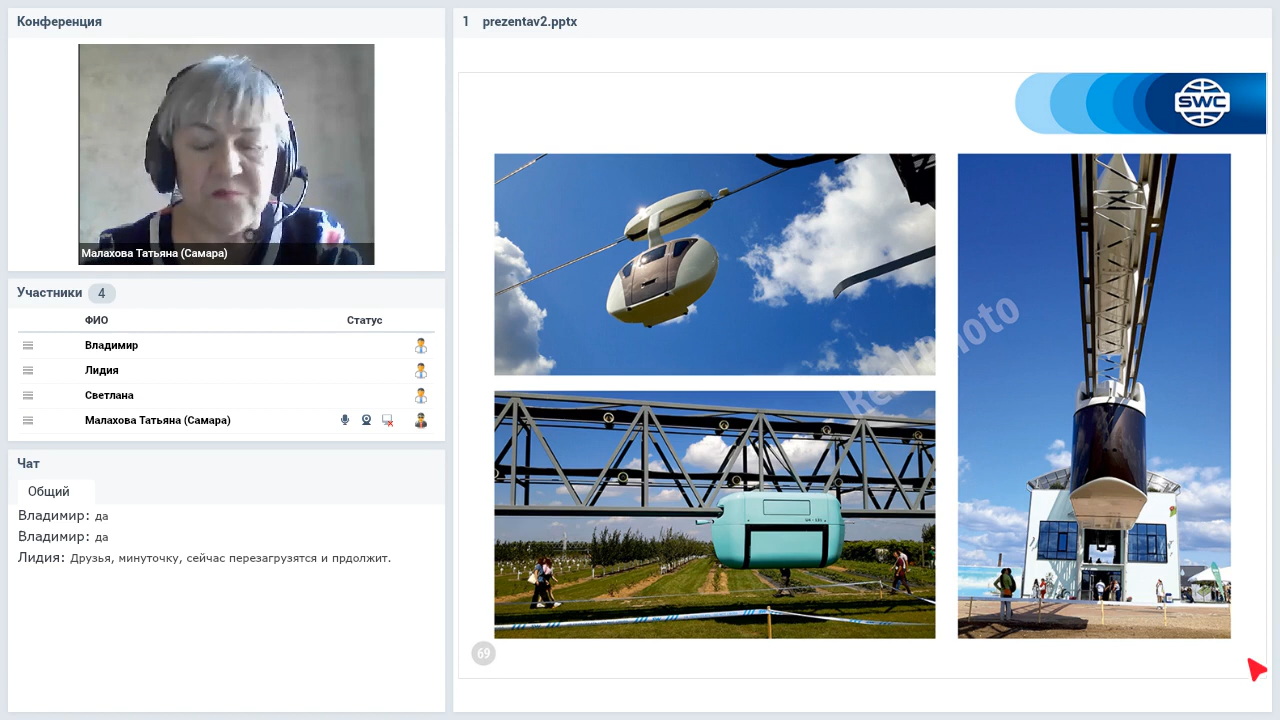 Конференция
Малахова Татьяна (Самара)
Участники 4
ФИО Статус
Владимир
Лидия
Светлана
Малахова Татьяна (Самара)
Чат
Общий
Владимир: да
Владимир: да
Лидия: Друзья, минуточку, сейчас перезагрузятся и прдолжит.
1 prezentav2.pptx
SWC
69